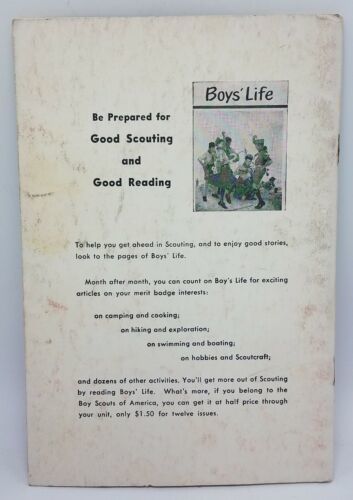 Boys' Life
Be Prepared for
Good Scouting
and
Good Reading
To help you get ahead in Scouting, and to enjoy good stories,
look to the pages of Boys' Life.
Month after month, you can count on Boy's Life for exciting
articles on your merit badge interests:
on camping and cooking;
on hiking and exploration;
on swimming and boating;
on hobbies and Scoutcraft;
and dozens of other activities. You'll get more out of Scouting
by reading Boys' Life. What's more, if you belong to the
Boy Scouts of America, you can get it at half price through
your unit, only $1.50 for twelve issues.